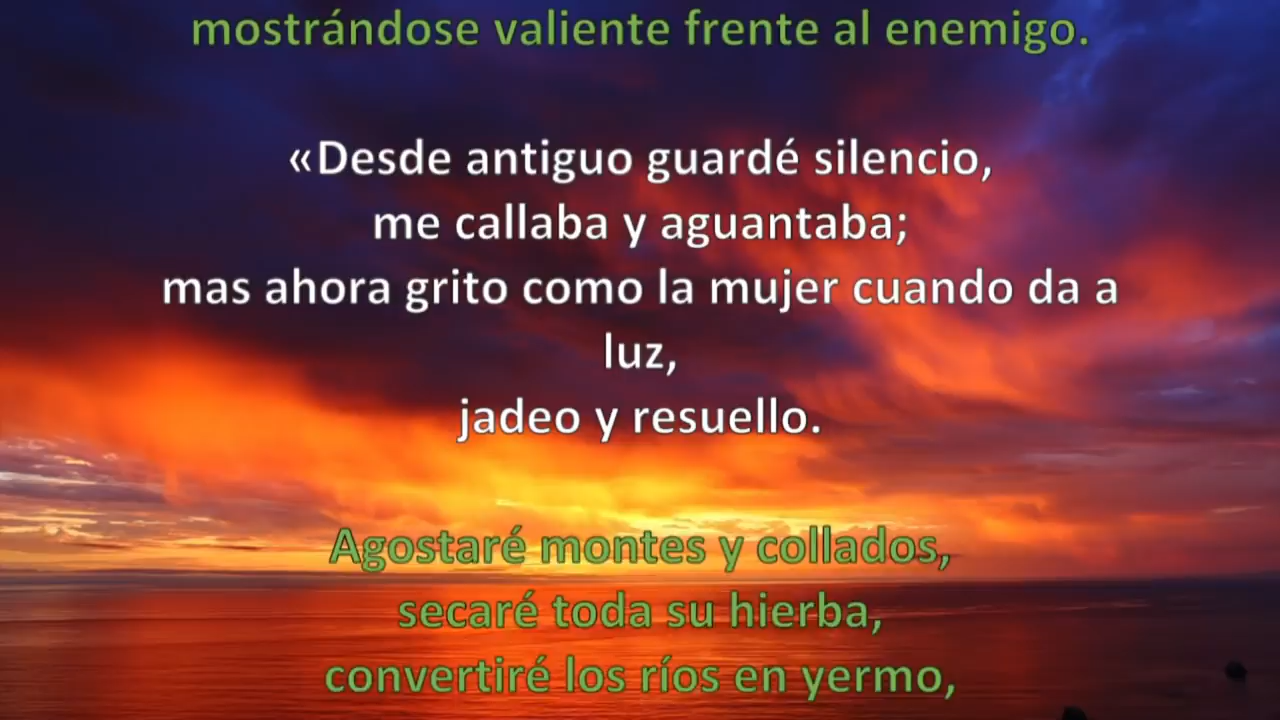 mostrándose valiente frente al enemigo.
«Desde antiguo guardé silencio,
me callaba y aguantaba;
mas ahora grito como la mujer cuando da a
luz,
jadeo y resuello.
Agostaré montes y collados,
secaré toda su hierba,
convertiré los ríos en yermo,